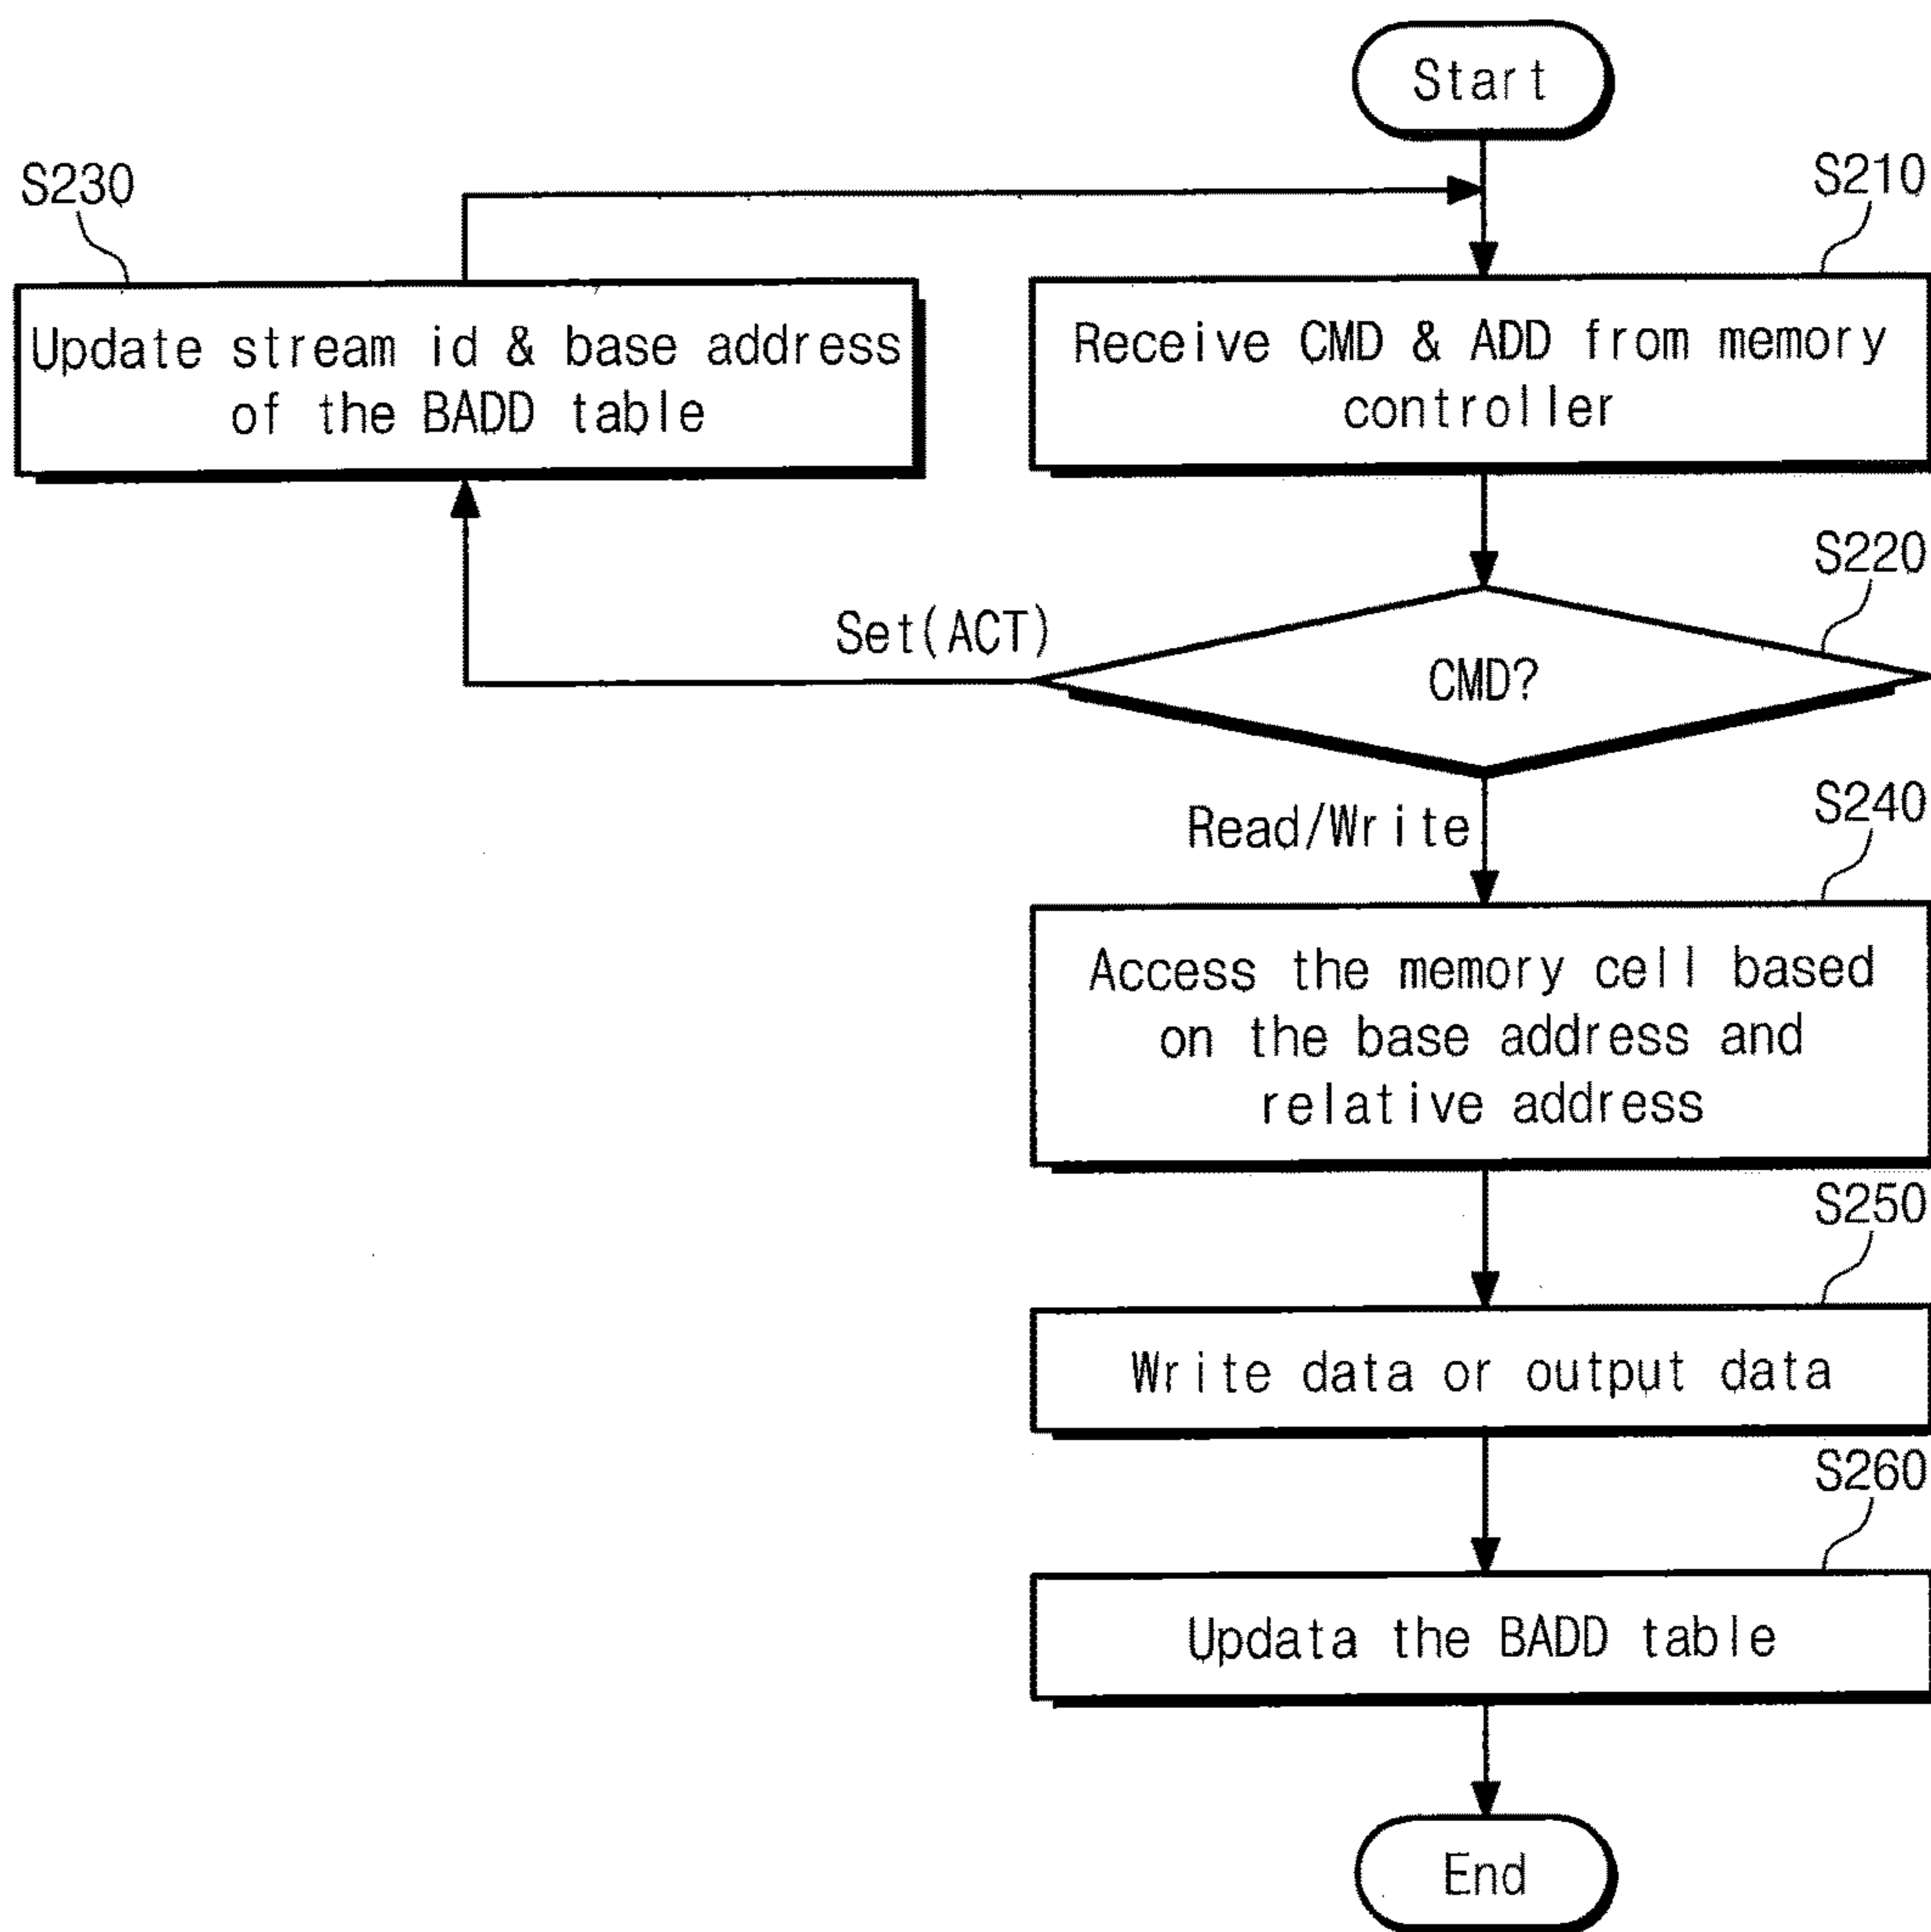 Start
S230
S210
Update stream id & base address
of the BADD table
Receive CMD & ADD from memory
controller
S220
Set(ACT)
CMD?
Read/Write
S240
Access the memory cell based
on the base address and
relative address
S250
Write data or output data
S260
Updata the BADD table
End